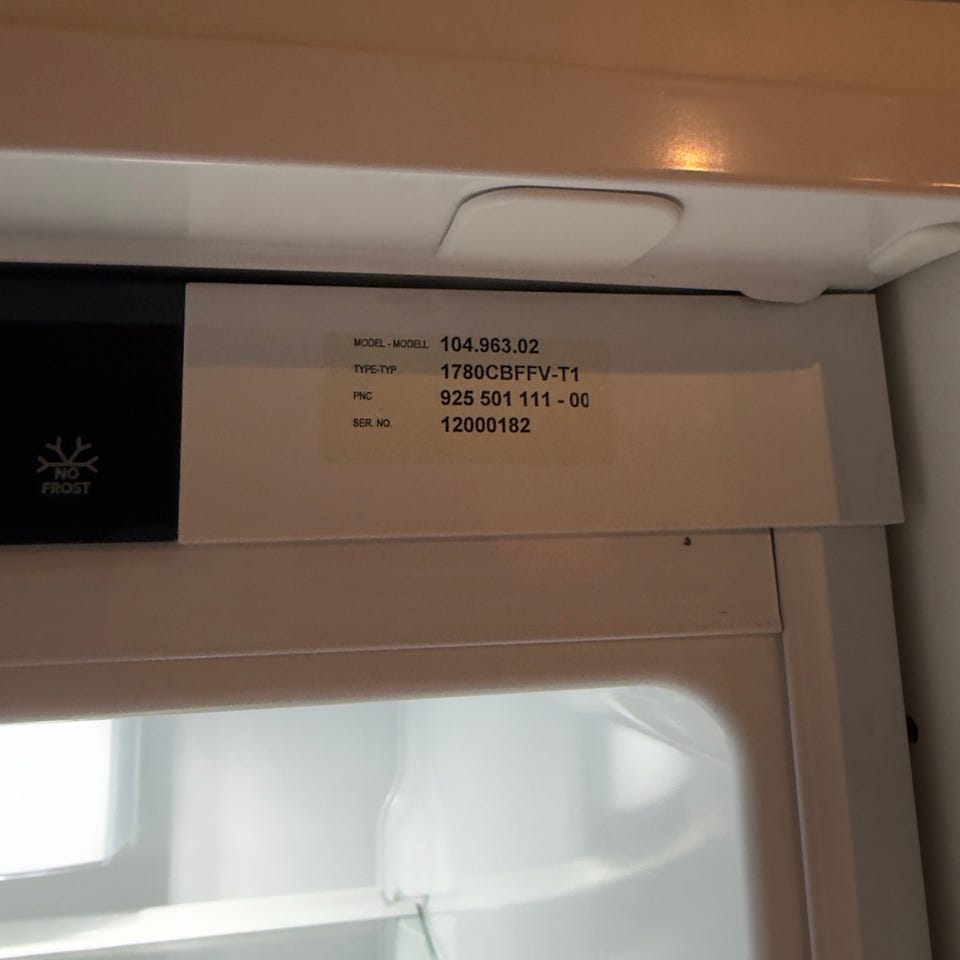 MODEL - MODELL 104.963.02
TYPE-TYP 1780CBFFV-T1
PNC 925 501 111 - 00
SER. NO. 12000182
NO
FROST